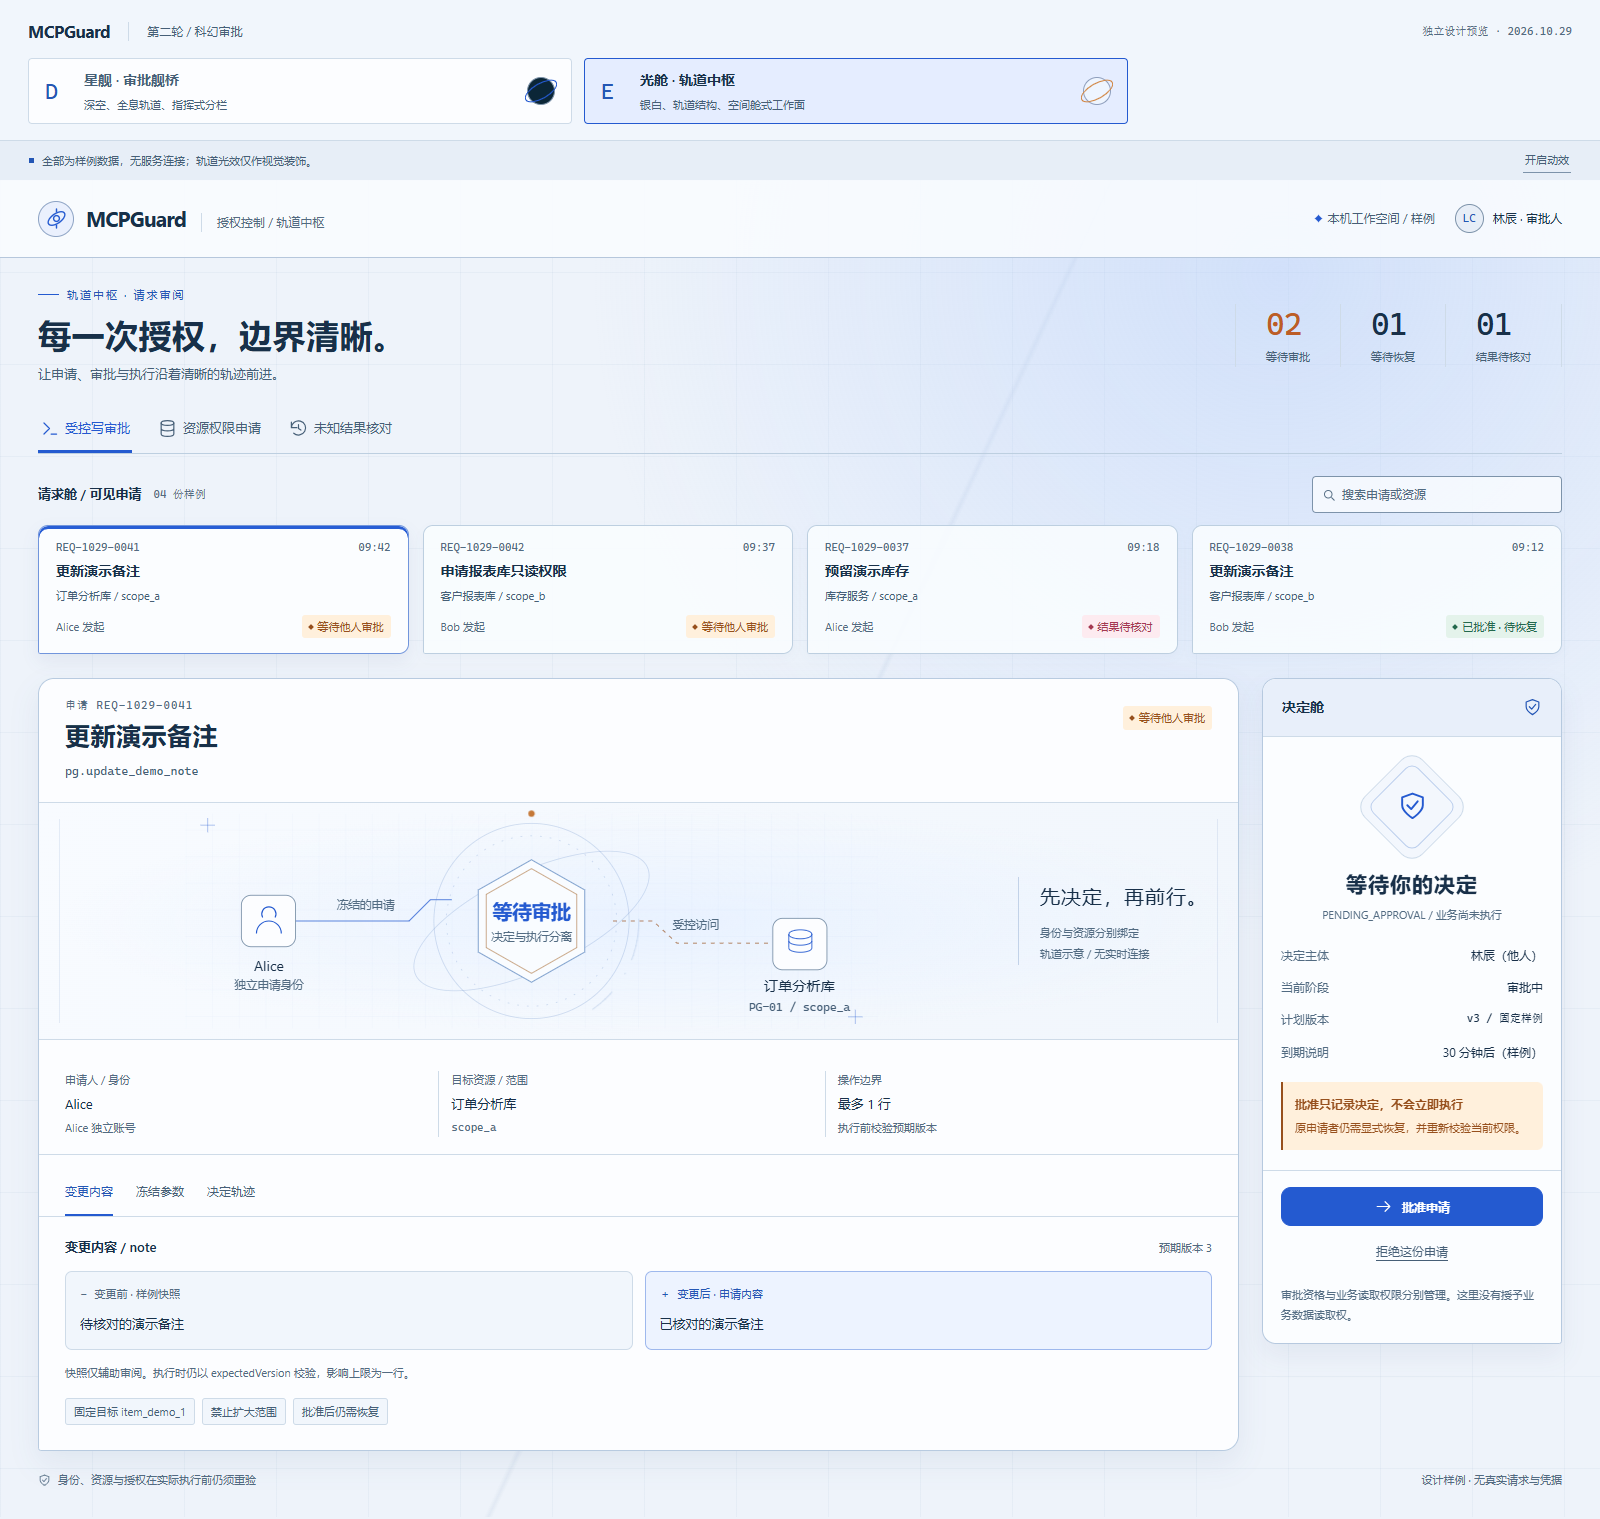 MCPGuard
第二轮 / 科幻审批
独立设计预览 · 2026.10.29
D
星舰 · 审批舰桥
深空、全息轨道、指挥式分栏
E
光舱 · 轨道中枢
银白、轨道结构、空间舱式工作面
全部为样例数据，无服务连接；轨道光效仅作视觉装饰。
开启动效
MCPGuard
授权控制 / 轨道中枢
本机工作空间 / 样例
LC
林辰 · 审批人
轨道中枢 · 请求审阅
每一次授权，边界清晰。
让申请、审批与执行沿着清晰的轨迹前进。
02
等待审批
01
等待恢复
01
结果待核对
受控写审批
资源权限申请
未知结果核对
请求舱 / 可见申请
04 份样例
搜索申请或资源
REQ-1029-0041
09:42
更新演示备注
订单分析库 / scope_a
Alice 发起
等待他人审批
REQ-1029-0042
09:37
申请报表库只读权限
客户报表库 / scope_b
Bob 发起
等待他人审批
REQ-1029-0037
09:18
预留演示库存
库存服务 / scope_a
Alice 发起
结果待核对
REQ-1029-0038
09:12
更新演示备注
客户报表库 / scope_b
Bob 发起
已批准 · 待恢复
申请 REQ-1029-0041
更新演示备注
pg.update_demo_note
等待他人审批
冻结的申请
Alice
独立申请身份
等待审批
决定与执行分离
受控访问
订单分析库
PG-01 / scope_a
先决定，再前行。
身份与资源分别绑定
轨道示意 / 无实时连接
申请人 / 身份
Alice
Alice 独立账号
目标资源 / 范围
订单分析库
scope_a
操作边界
最多 1 行
执行前校验预期版本
变更内容
冻结参数
决定轨迹
变更内容 / note
预期版本 3
− 变更前 · 样例快照
待核对的演示备注
+ 变更后 · 申请内容
已核对的演示备注
快照仅辅助审阅。执行时仍以 expectedVersion 校验，影响上限为一行。
固定目标 item_demo_1
禁止扩大范围
批准后仍需恢复
决定舱
等待你的决定
PENDING_APPROVAL / 业务尚未执行
决定主体
林辰（他人）
当前阶段
审批中
计划版本
v3 / 固定样例
到期说明
30 分钟后（样例）
批准只记录决定，不会立即执行
原申请者仍需显式恢复，并重新校验当前权限。
批准申请
拒绝这份申请
审批资格与业务读取权限分别管理。这里没有授予业
务数据读取权。
身份、资源与授权在实际执行前仍须重验
设计样例 · 无真实请求与凭据